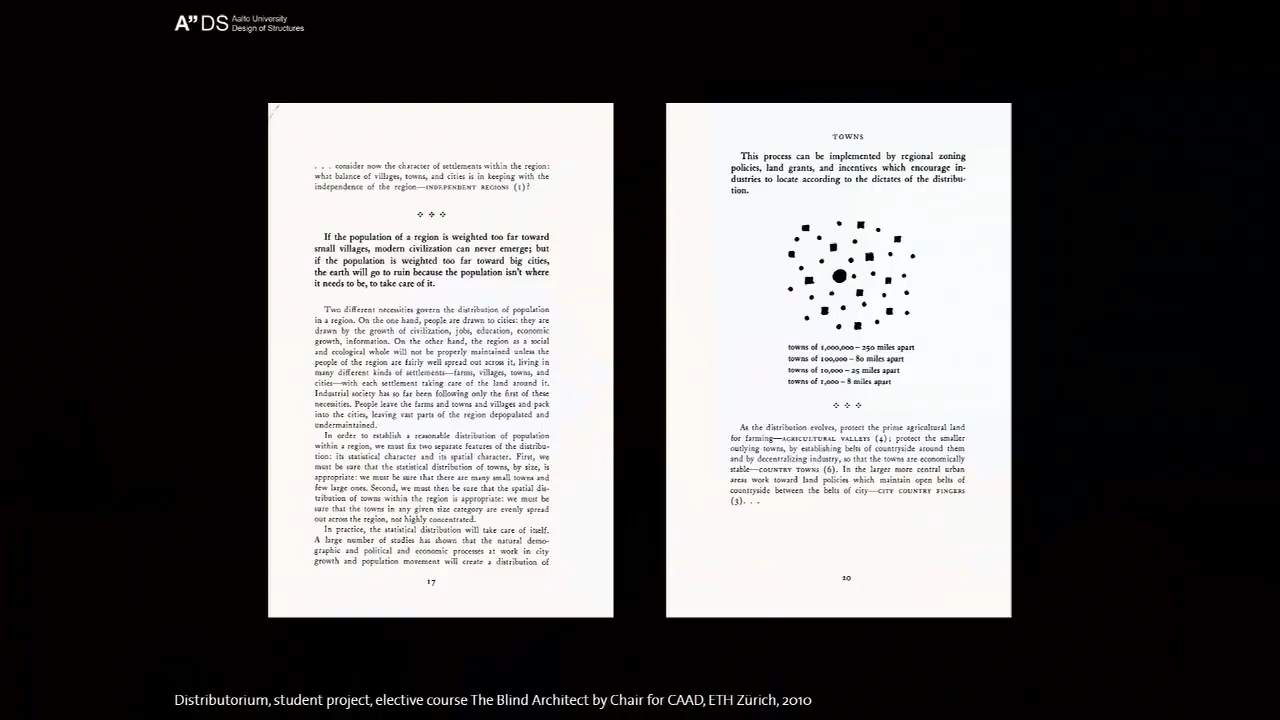 A” DS Aalto University
Design of Structures
. . . consider now the character of settlements within the region:
what balance of villages, towns, and cities is in keeping with the
independence of the region—INDEPENDENT REGIONS (1)?
If the population of a region is weighted too far toward
small villages, modern civilization can never emerge; but
if the population is weighted too far toward big cities,
the earth will go to ruin because the population isn't where
it needs to be, to take care of it.
Two different necessities govern the distribution of population
in a region. On the one hand, people are drawn to cities: they are
drawn by the growth of civilization, jobs, education, economic
growth, information. On the other hand, the region as a social
and ecological whole will not be properly maintained unless the
people of the region are fairly well spread out across it, living in
many different kinds of settlements—farms, villages, towns, and
cities—with each settlement taking care of the land around it.
Industrial society has so far been following only the first of these
necessities. People leave the farms and towns and villages and pack
into the cities, leaving vast parts of the region depopulated and
undermaintained.
In order to establish a reasonable distribution of population
within a region, we must fix two separate features of the distribu-
tion: its statistical character and its spatial character. First, we
must be sure that the statistical distribution of towns, by size, is
appropriate: we must be sure that there are many small towns and
few large ones. Second, we must then be sure that the spatial dis-
tribution of towns within the region is appropriate: we must be
sure that the towns in any given size category are evenly spread
out across the region, not highly concentrated.
In practice, the statistical distribution will take care of itself.
A large number of studies has shown that the natural demo-
graphic and political and economic processes at work in city
growth and population movement will create a distribution of
17
TOWNS
This process can be implemented by regional zoning
policies, land grants, and incentives which encourage in-
dustries to locate according to the dictates of the distribu-
tion.
towns of 1,000,000 – 250 miles apart
towns of 100,000 – 80 miles apart
towns of 10,000 – 25 miles apart
towns of 1,000 – 8 miles apart
As the distribution evolves, protect the prime agricultural land
for farming—AGRICULTURAL VALLEYS (4); protect the smaller
outlying towns, by establishing belts of countryside around them
and by decentralizing industry, so that the towns are economically
stable—COUNTRY TOWNS (6). In the larger more central urban
areas work toward land policies which maintain open belts of
countryside between the belts of city—CITY COUNTRY FINGERS
(3). . .
20
Distributorium, student project, elective course The Blind Architect by Chair for CAAD, ETH Zürich, 2010